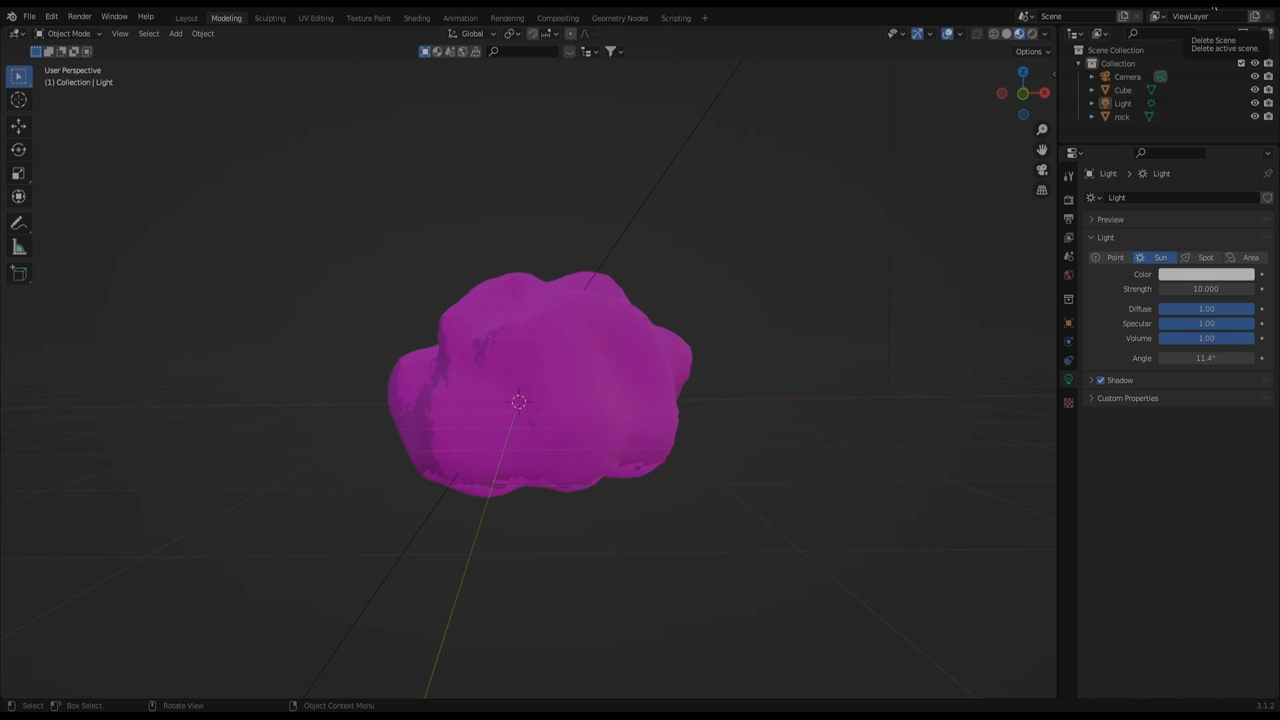 File Edit Render Window Help Layout Modeling Sculpting UV Editing Texture Paint Shading Animation Rendering Compositing Geometry Nodes Scripting + Scene ViewLayer
Object Mode View Select Add Object Global
Delete Scene
Delete active scene.
Options
User Perspective
(1) Collection | Light
Z
X
Scene Collection
Collection
Camera
Cube
Light
rock
Light > Light
Light
Preview
Light
Point Sun Spot Area
Color
Strength 10.000
Diffuse 1.00
Specular 1.00
Volume 1.00
Angle 11.4°
Shadow
Custom Properties
Select Box Select Rotate View Object Context Menu 3.1.2